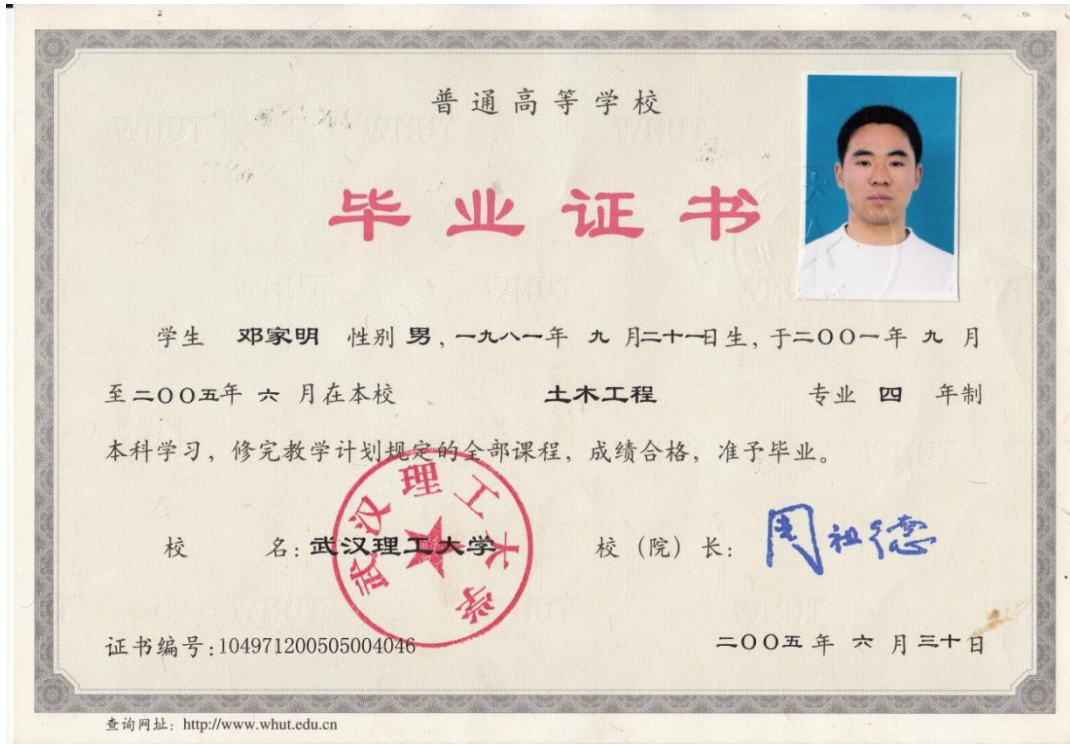 普通高等学校
毕业证书
学生 邓家明 性别 男,一九八一年 九 月二十一日生,于二〇〇一年 九 月
至二〇〇五年 六 月在本校 土木工程 专业 四 年制
本科学习,修完教学计划规定的全部课程,成绩合格,准予毕业。
校 名:武汉理工大学 校(院)长:周祖德
武汉理工大学
证书编号:104971200505004046 二〇〇五年 六 月三十日
查询网址:http://www.whut.edu.cn